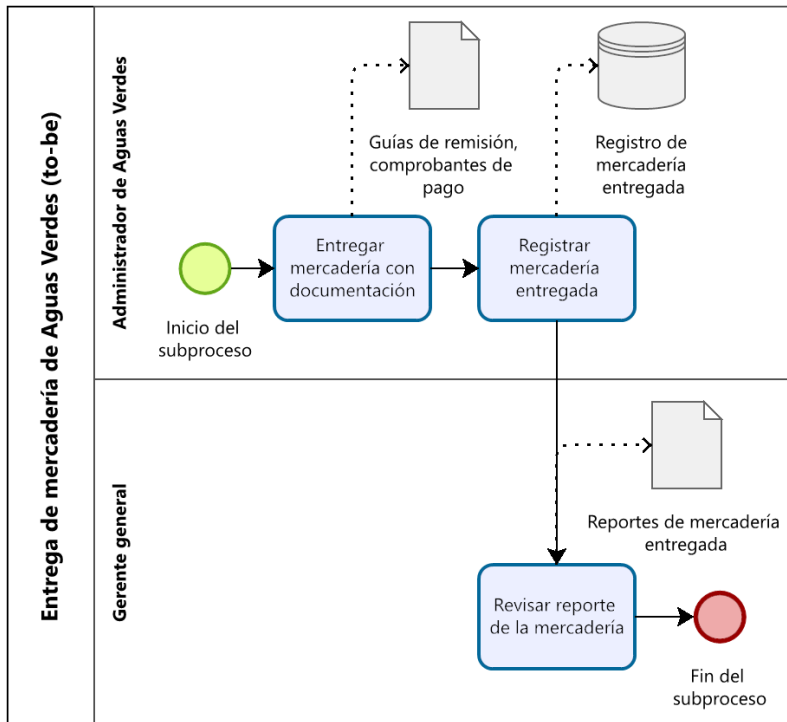 Entrega de mercadería de Aguas Verdes (to-be)
Administrador de Aguas Verdes
Guías de remisión,
comprobantes de
pago
Registro de
mercadería
entregada
Inicio del
subproceso
Entregar
mercadería con
documentación
Registrar
mercadería
entregada
Gerente general
Reportes de mercadería
entregada
Revisar reporte
de la mercadería
Fin del
subproceso